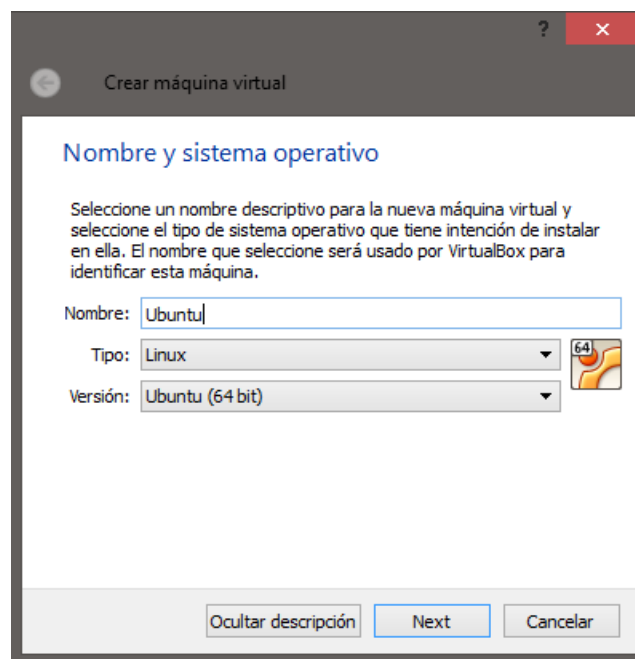 ?
Crear máquina virtual
Nombre y sistema operativo
Seleccione un nombre descriptivo para la nueva máquina virtual y
seleccione el tipo de sistema operativo que tiene intención de instalar
en ella. El nombre que seleccione será usado por VirtualBox para
identificar esta máquina.
Nombre: Ubuntu
Tipo: Linux
64
Versión: Ubuntu (64 bit)
Ocultar descripción Next Cancelar